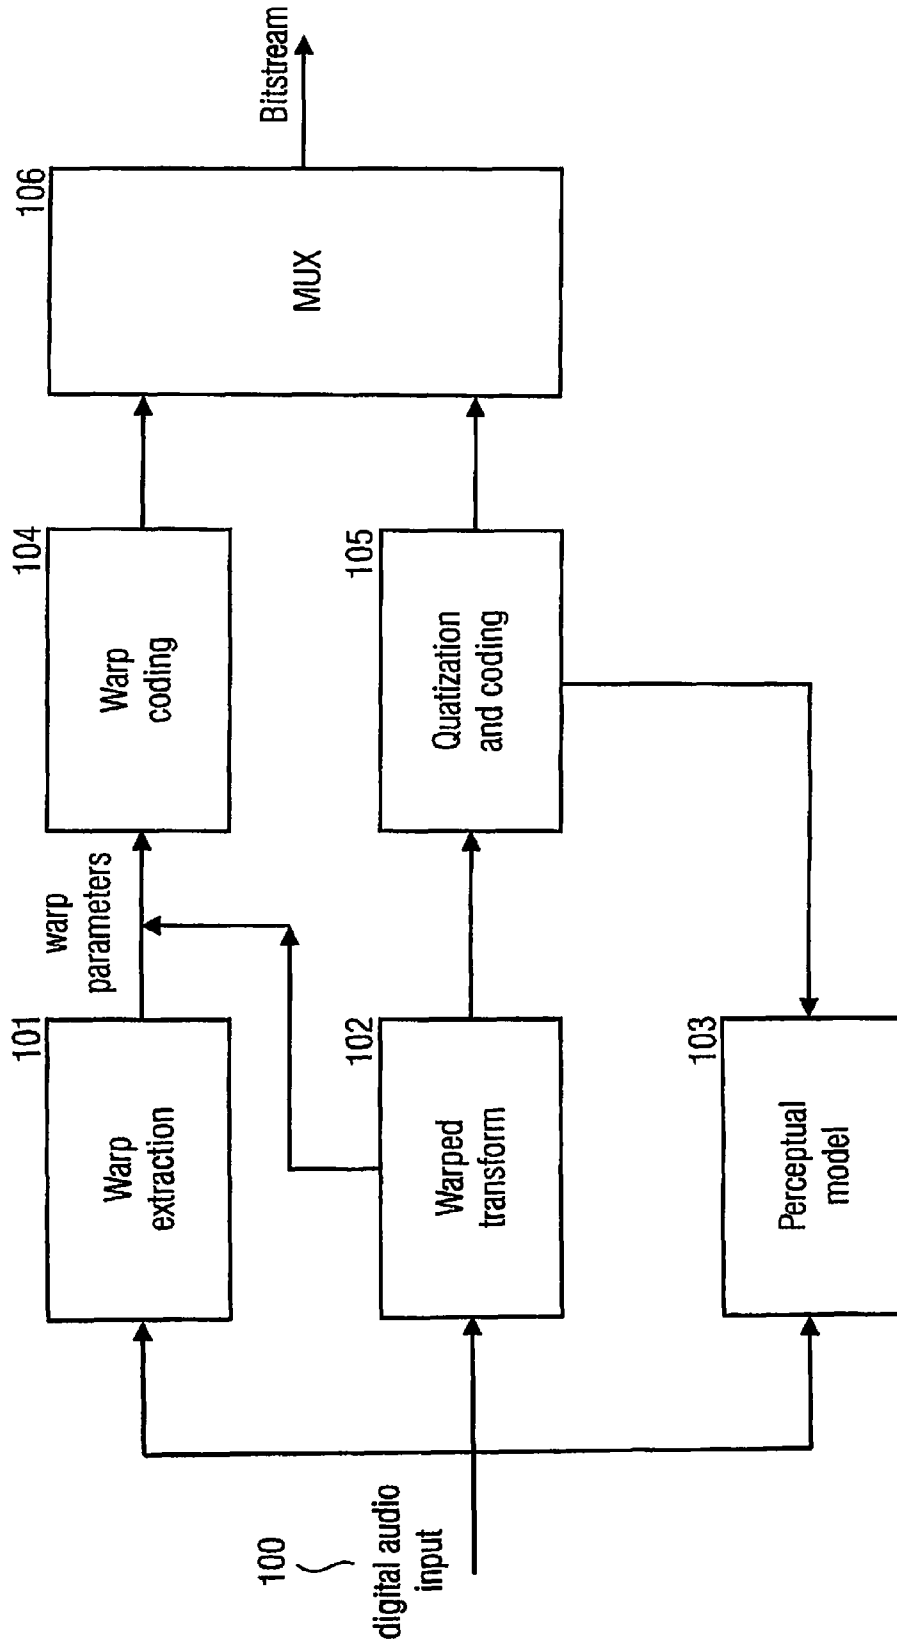 100
digital audio
input
101
Warp
extraction
warp
parameters
104
Warp
coding
102
Warped
transform
105
Quatization
and coding
103
Perceptual
model
106
MUX
Bitstream